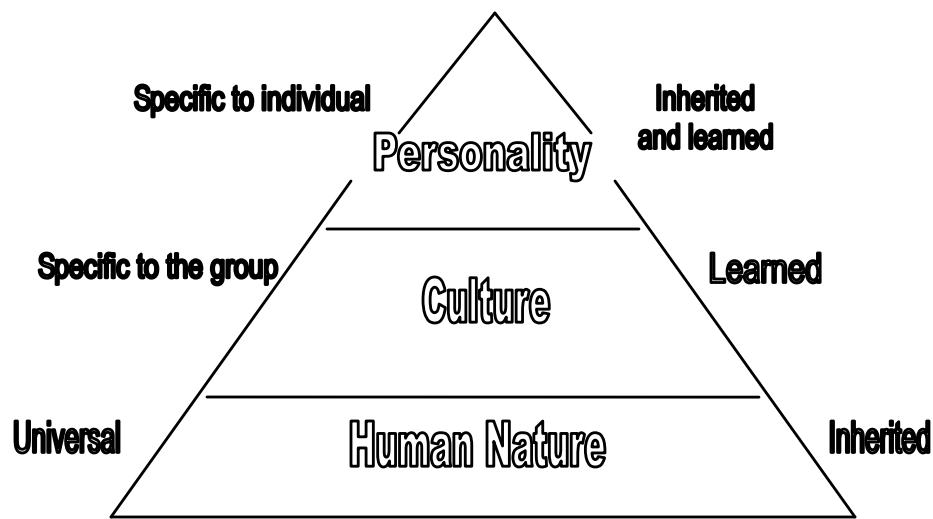 Specific to individual
Inherited
and learned
Personality
Specific to the group
Learned
Culture
Universal
Human Nature
Inherited